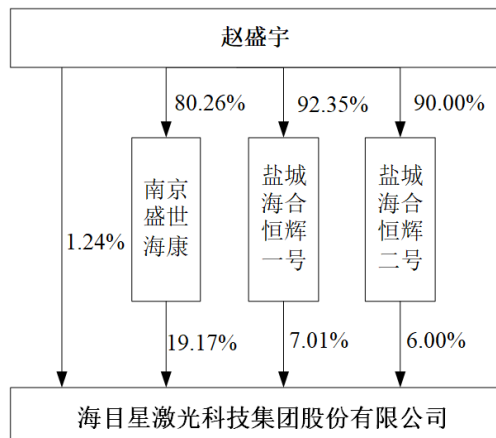 赵盛宇
80.26%
92.35%
90.00%
南京
盛世
海康
盐城
海合
恒辉
一号
盐城
海合
恒辉
二号
1.24%
19.17%
7.01%
6.00%
海目星激光科技集团股份有限公司